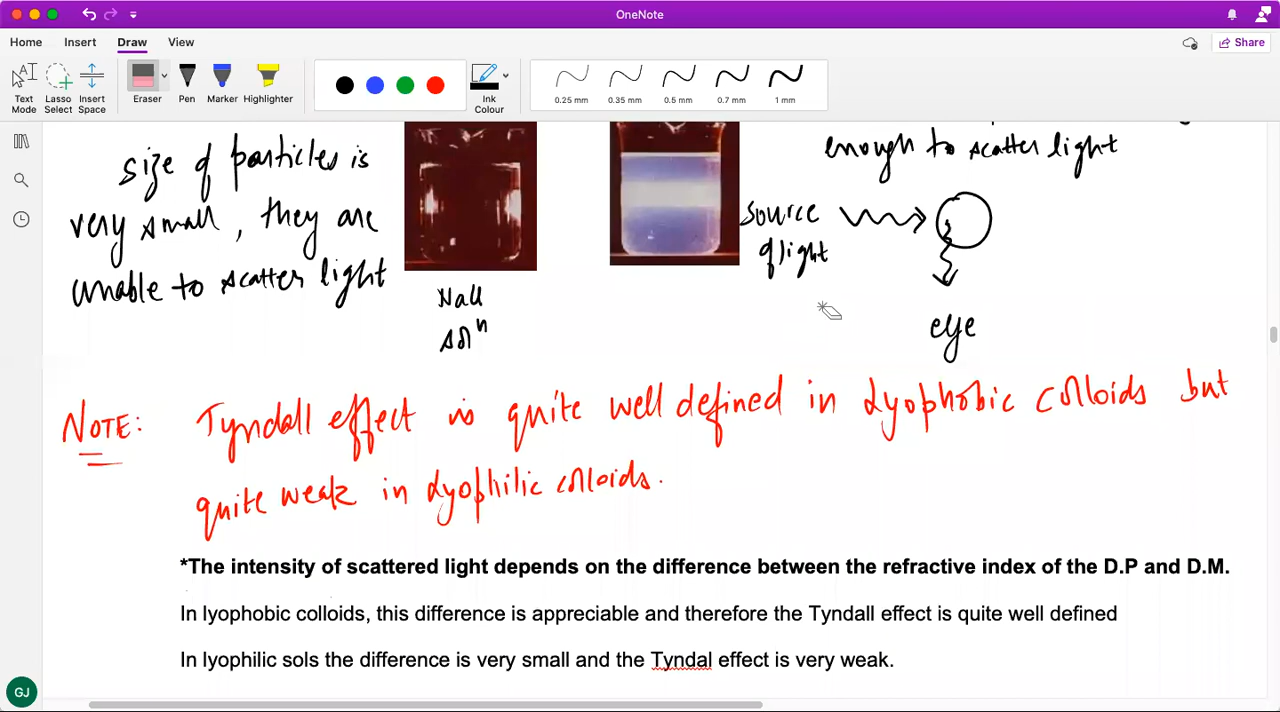 OneNote
Home Insert Draw View
Share
Text Mode
Lasso Select
Insert Space
Eraser
Pen
Marker
Highlighter
Ink Colour
0.25 mm
0.35 mm
0.5 mm
0.7 mm
1 mm
size of particles is
very small, they are
unable to scatter light
Nacl
solⁿ
enough to scatter light
source
of light
eye
NOTE: Tyndall effect is quite well defined in Lyophobic colloids but
quite weak in Lyophilic colloids.
*The intensity of scattered light depends on the difference between the refractive index of the D.P and D.M.
In lyophobic colloids, this difference is appreciable and therefore the Tyndall effect is quite well defined
In lyophilic sols the difference is very small and the Tyndal effect is very weak.
GJ